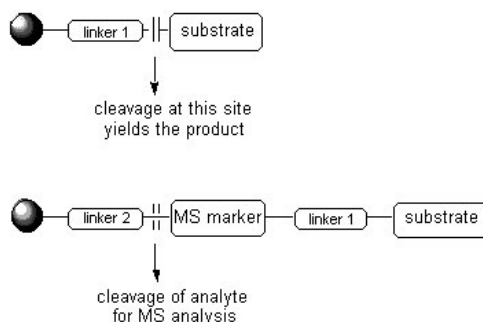 linker 1 substrate
cleavage at this site
yields the product
linker 2 MS marker linker 1 substrate
cleavage of analyte
for MS analysis